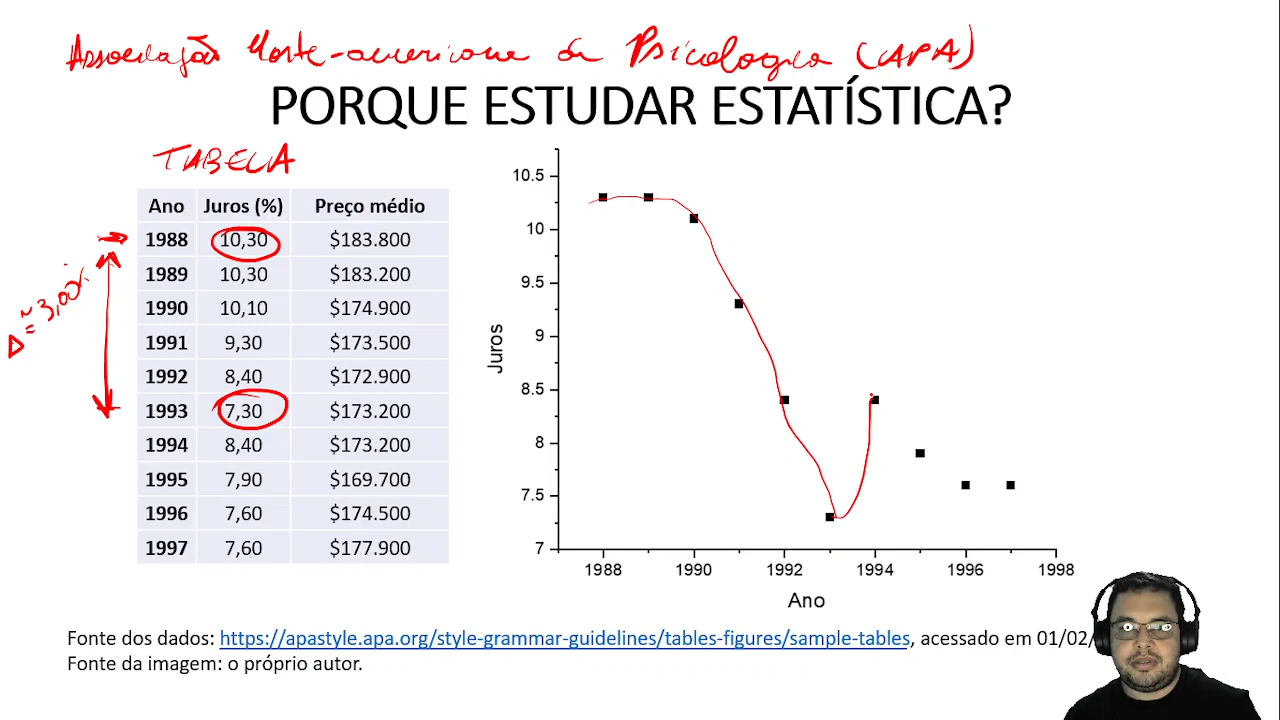 Associação Norte-americana de Psicologia (APA)
PORQUE ESTUDAR ESTATÍSTICA?
TABELA
Ano Juros (%) Preço médio
1988 10,30 $183.800
1989 10,30 $183.200
1990 10,10 $174.900
1991 9,30 $173.500
1992 8,40 $172.900
1993 7,30 $173.200
1994 8,40 $173.200
1995 7,90 $169.700
1996 7,60 $174.500
1997 7,60 $177.900
Δ ≅ 3,00%
10.5
10
9.5
9
8.5
8
7.5
7
Juros
1988 1990 1992 1994 1996 1998
Ano
Fonte dos dados: https://apastyle.apa.org/style-grammar-guidelines/tables-figures/sample-tables, acessado em 01/02/
Fonte da imagem: o próprio autor.